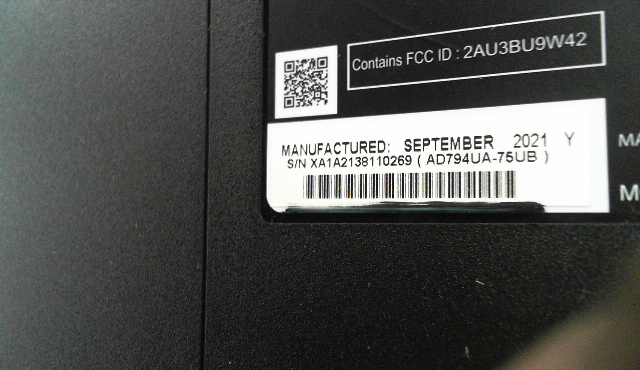 Contains FCC ID : 2AU3BU9W42
MANUFACTURED: SEPTEMBER 2021 Y
S/N XA1A2138110269 ( AD794UA-75UB )